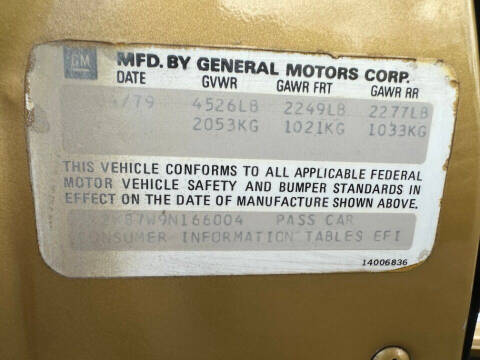 GM
MFD. BY GENERAL MOTORS CORP.
DATE GVWR GAWR FRT GAWR RR
/79 4526LB 2249LB 2277LB
2053KG 1021KG 1033KG
THIS VEHICLE CONFORMS TO ALL APPLICABLE FEDERAL
MOTOR VEHICLE SAFETY AND BUMPER STANDARDS IN
EFFECT ON THE DATE OF MANUFACTURE SHOWN ABOVE.
87W9N166004 PASS CAR
CONSUMER INFORMATION TABLES EFI
14006836